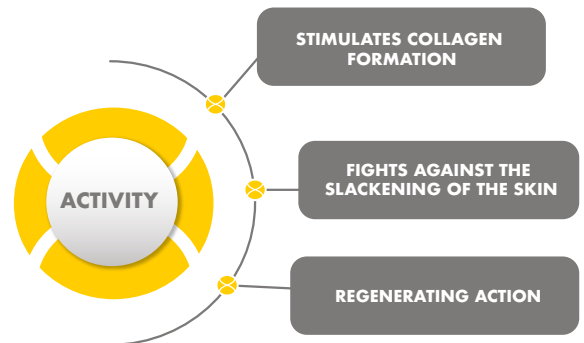 STIMULATES COLLAGEN
FORMATION
ACTIVITY
FIGHTS AGAINST THE
SLACKENING OF THE SKIN
REGENERATING ACTION